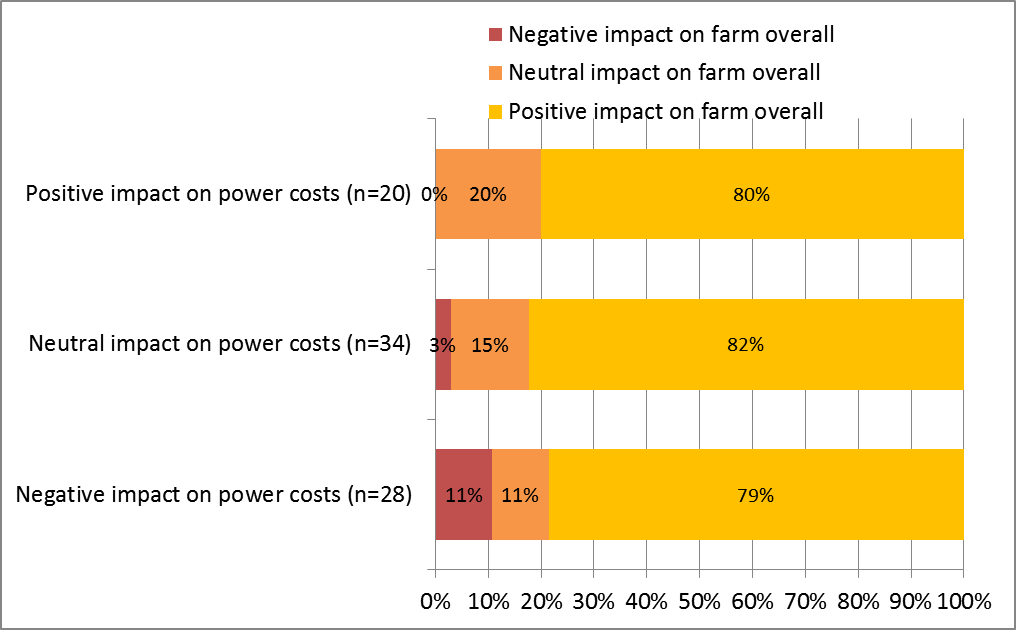 Negative impact on farm overall
Neutral impact on farm overall
Positive impact on farm overall
Positive impact on power costs (n=20) 0% 20% 80%
Neutral impact on power costs (n=34) 3% 15% 82%
Negative impact on power costs (n=28) 11% 11% 79%
0% 10% 20% 30% 40% 50% 60% 70% 80% 90% 100%